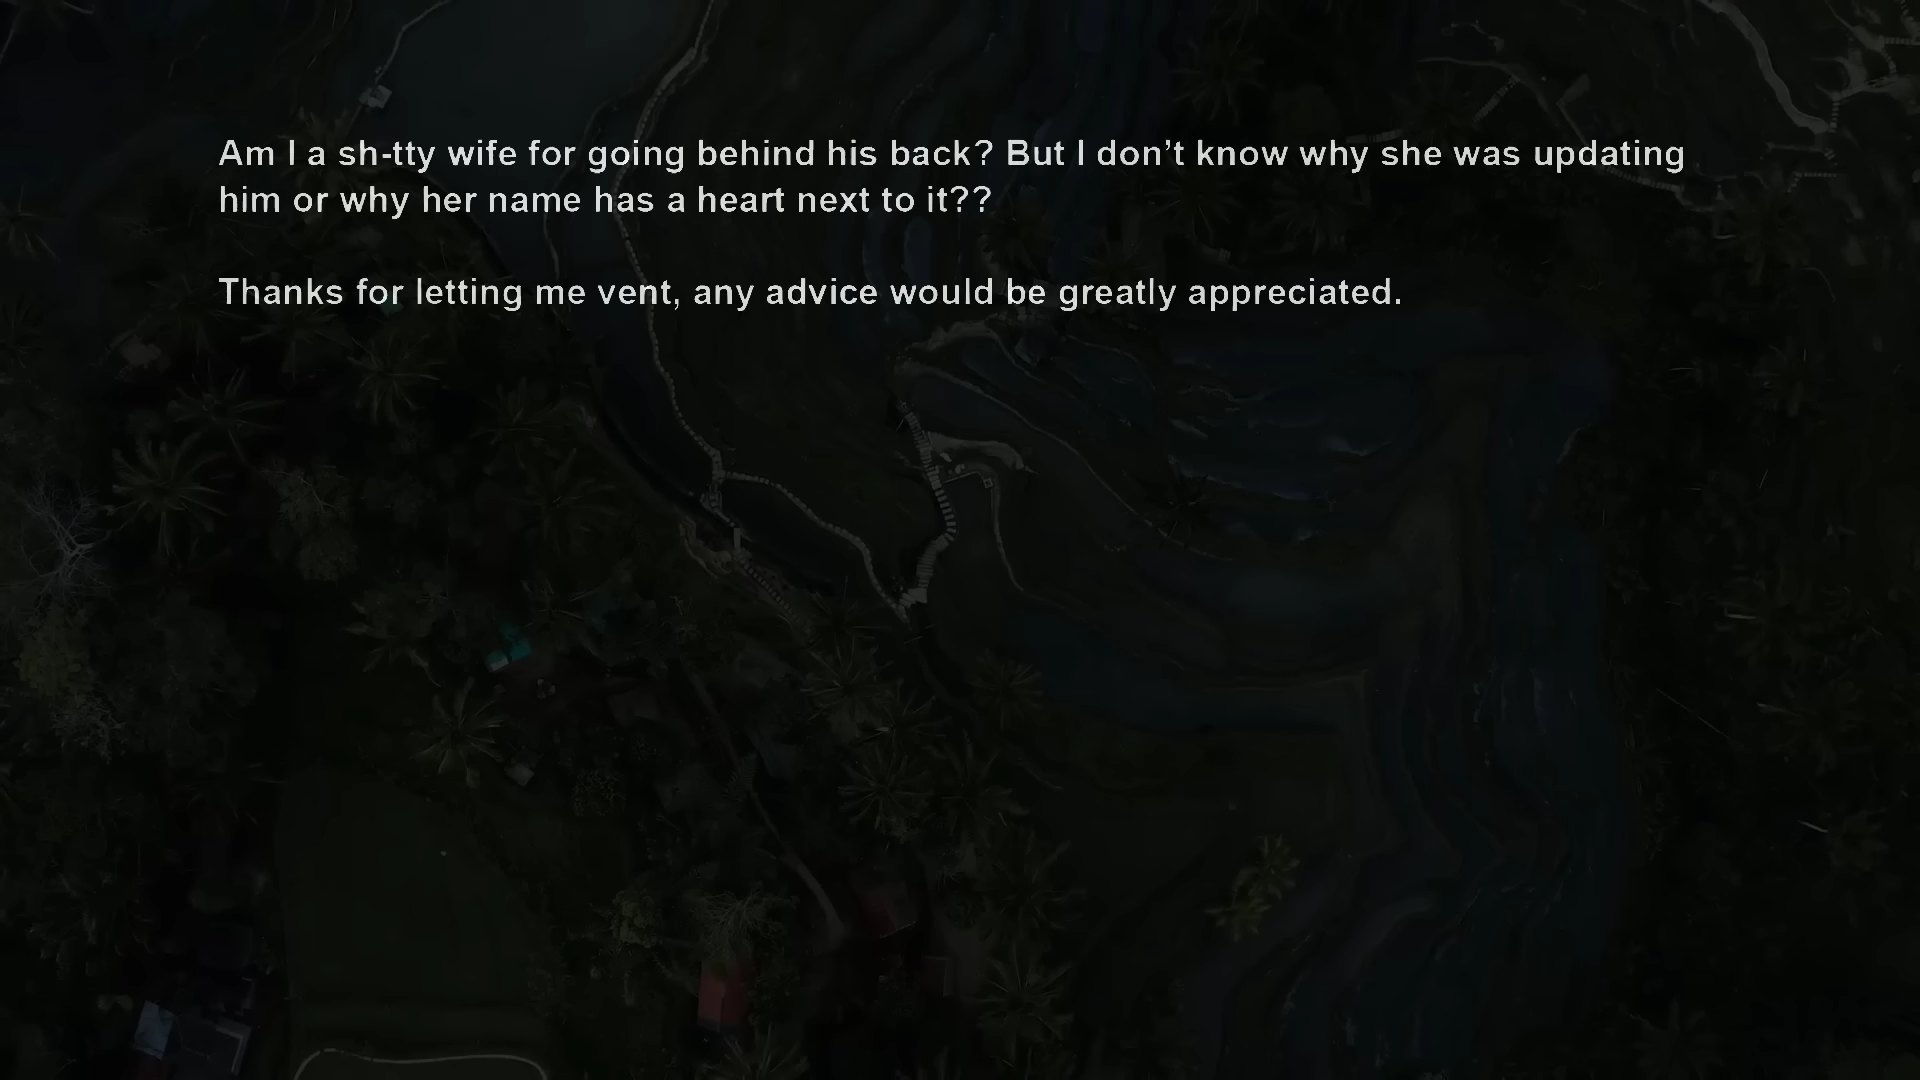 Am I a sh-tty wife for going behind his back? But I don’t know why she was updating
him or why her name has a heart next to it??
Thanks for letting me vent, any advice would be greatly appreciated.